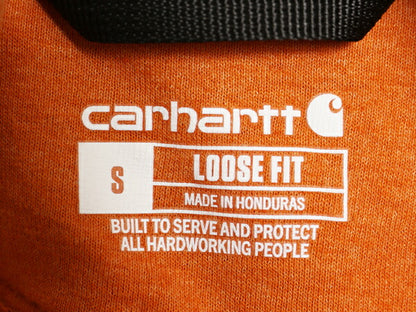 carhartt
S
LOOSE FIT
MADE IN HONDURAS
BUILT TO SERVE AND PROTECT
ALL HARDWORKING PEOPLE